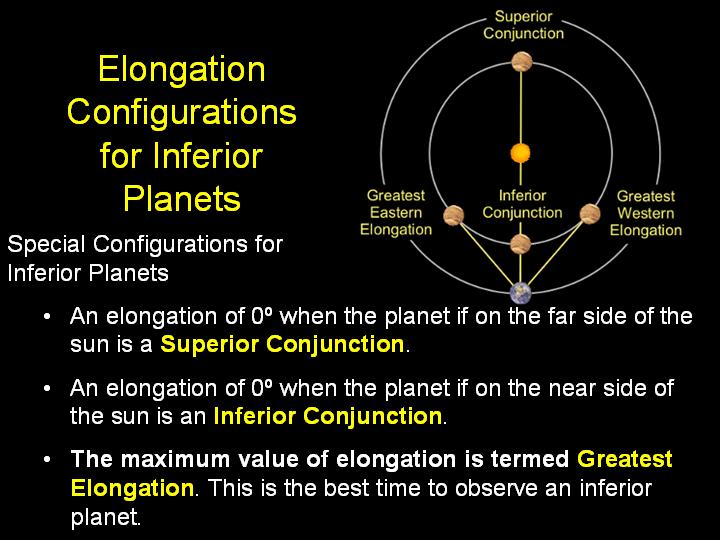 Elongation
Configurations
for Inferior
Planets
Superior
Conjunction
Greatest
Eastern
Elongation
Inferior
Conjunction
Greatest
Western
Elongation
Special Configurations for
Inferior Planets
• An elongation of 0º when the planet if on the far side of the
sun is a Superior Conjunction.
• An elongation of 0º when the planet if on the near side of
the sun is an Inferior Conjunction.
• The maximum value of elongation is termed Greatest
Elongation. This is the best time to observe an inferior
planet.